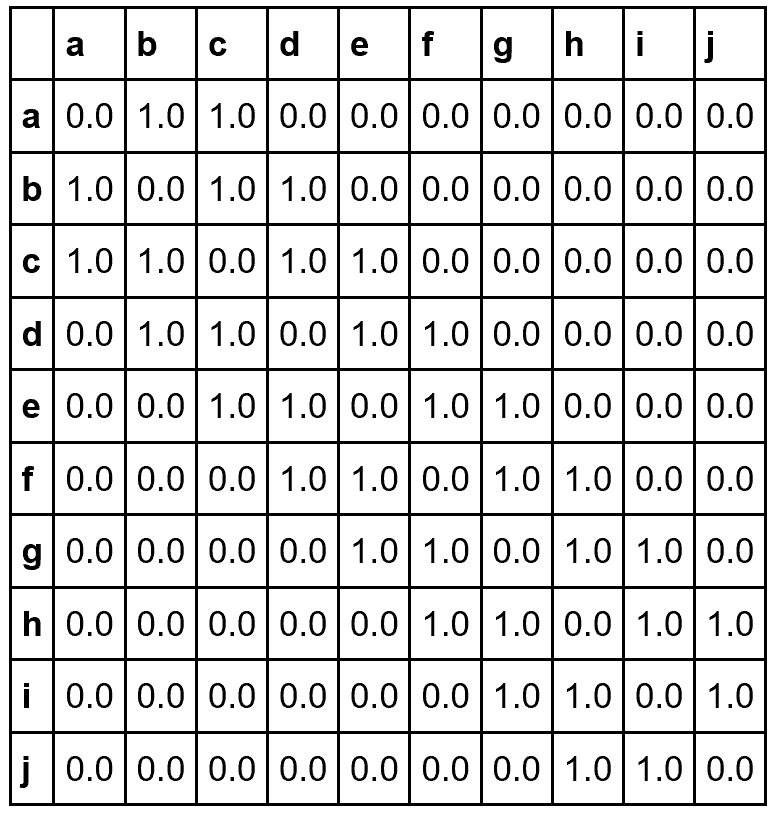 a b c d e f g h i j
a 0.0 1.0 1.0 0.0 0.0 0.0 0.0 0.0 0.0 0.0
b 1.0 0.0 1.0 1.0 0.0 0.0 0.0 0.0 0.0 0.0
c 1.0 1.0 0.0 1.0 1.0 0.0 0.0 0.0 0.0 0.0
d 0.0 1.0 1.0 0.0 1.0 1.0 0.0 0.0 0.0 0.0
e 0.0 0.0 1.0 1.0 0.0 1.0 1.0 0.0 0.0 0.0
f 0.0 0.0 0.0 1.0 1.0 0.0 1.0 1.0 0.0 0.0
g 0.0 0.0 0.0 0.0 1.0 1.0 0.0 1.0 1.0 0.0
h 0.0 0.0 0.0 0.0 0.0 1.0 1.0 0.0 1.0 1.0
i 0.0 0.0 0.0 0.0 0.0 0.0 1.0 1.0 0.0 1.0
j 0.0 0.0 0.0 0.0 0.0 0.0 0.0 1.0 1.0 0.0